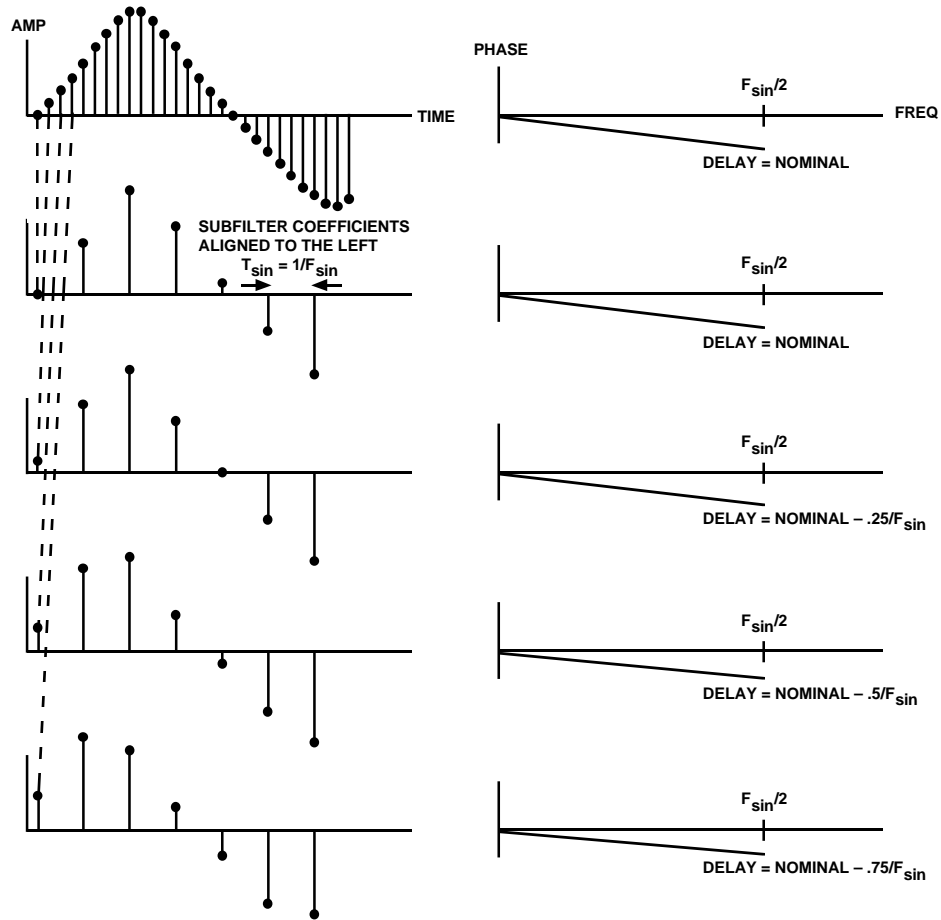 AMP
TIME
SUBFILTER COEFFICIENTS
ALIGNED TO THE LEFT
Tsin = 1/Fsin
PHASE
Fsin/2
FREQ
DELAY = NOMINAL
Fsin/2
DELAY = NOMINAL
Fsin/2
DELAY = NOMINAL – .25/Fsin
Fsin/2
DELAY = NOMINAL – .5/Fsin
Fsin/2
DELAY = NOMINAL – .75/Fsin